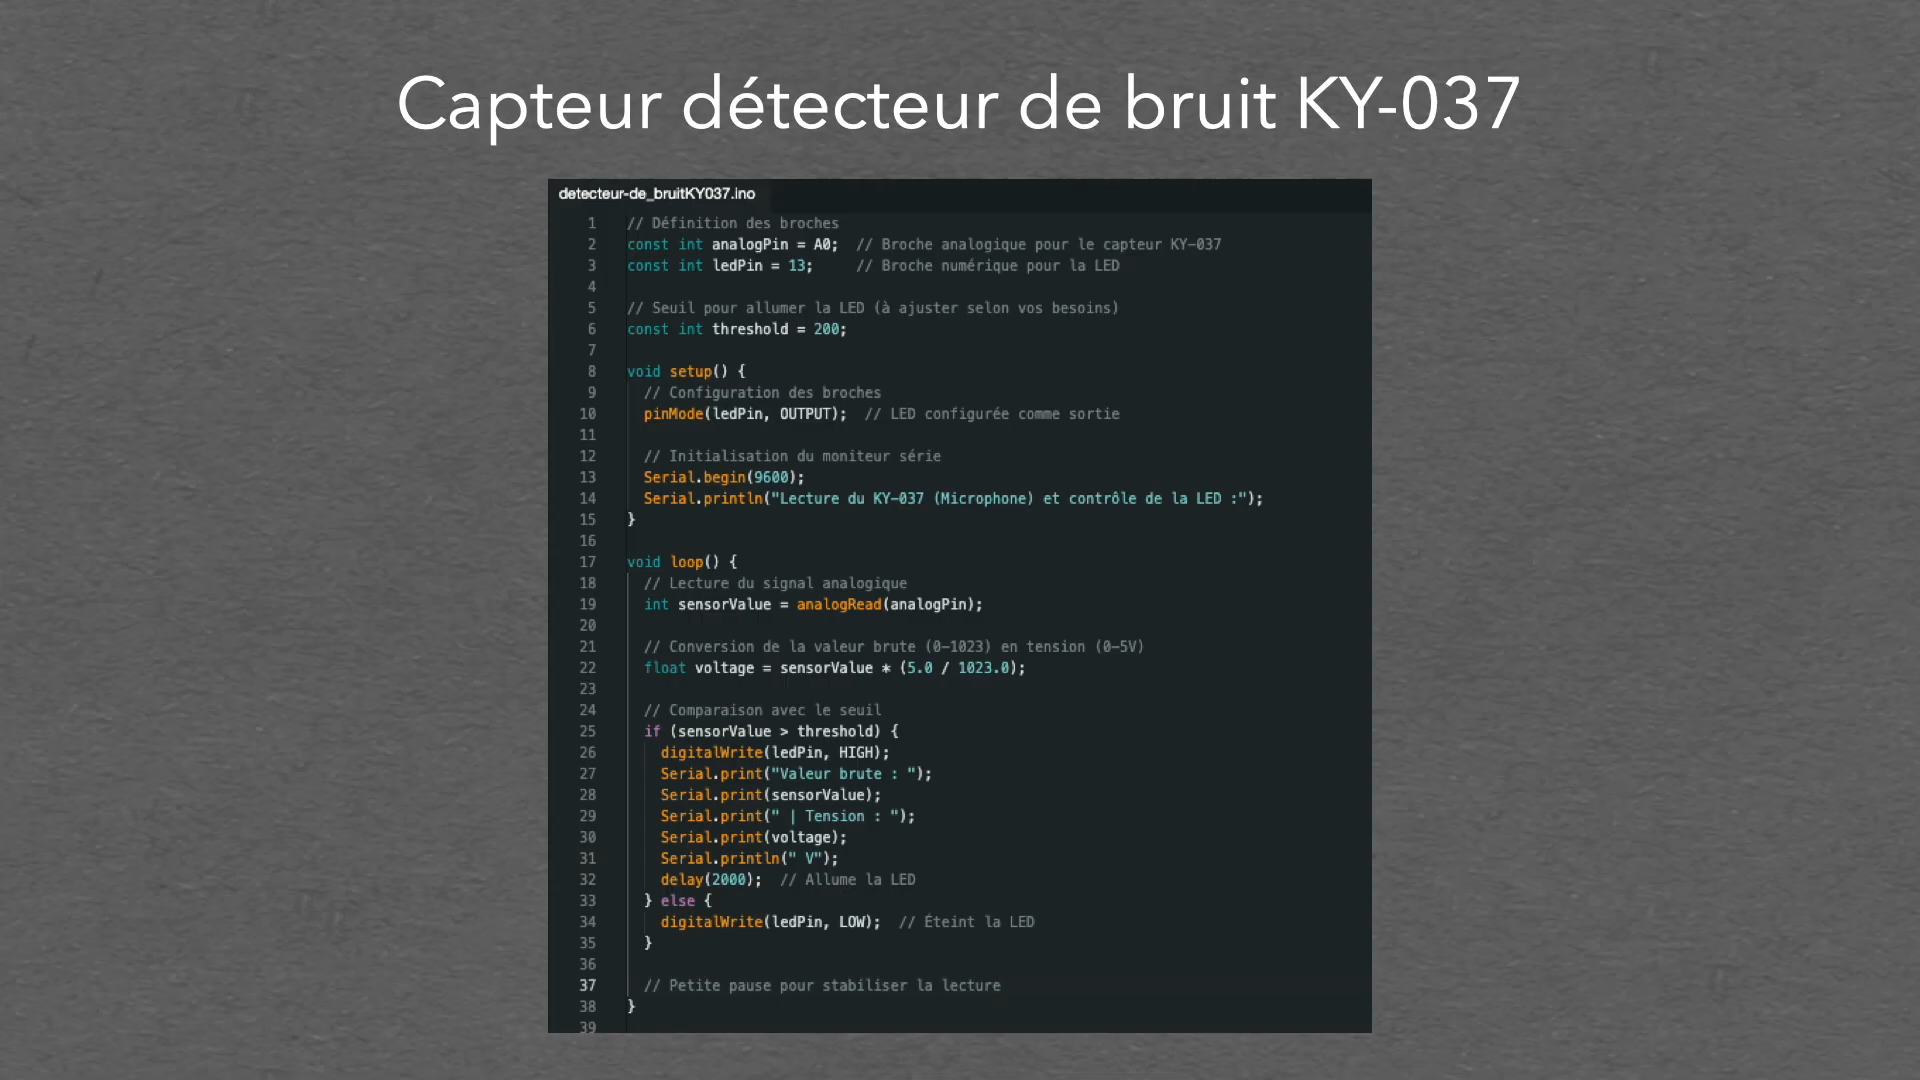 Capteur détecteur de bruit KY-037
detecteur-de_bruitKY037.ino
1 // Définition des broches
2 const int analogPin = A0;  // Broche analogique pour le capteur KY-037
3 const int ledPin = 13;     // Broche numérique pour la LED
4
5 // Seuil pour allumer la LED (à ajuster selon vos besoins)
6 const int threshold = 200;
7
8 void setup() {
9   // Configuration des broches
10   pinMode(ledPin, OUTPUT);  // LED configurée comme sortie
11
12   // Initialisation du moniteur série
13   Serial.begin(9600);
14   Serial.println("Lecture du KY-037 (Microphone) et contrôle de la LED :");
15 }
16
17 void loop() {
18   // Lecture du signal analogique
19   int sensorValue = analogRead(analogPin);
20
21   // Conversion de la valeur brute (0-1023) en tension (0-5V)
22   float voltage = sensorValue * (5.0 / 1023.0);
23
24   // Comparaison avec le seuil
25   if (sensorValue > threshold) {
26     digitalWrite(ledPin, HIGH);
27     Serial.print("Valeur brute : ");
28     Serial.print(sensorValue);
29     Serial.print(" | Tension : ");
30     Serial.print(voltage);
31     Serial.println(" V");
32     delay(2000);  // Allume la LED
33   } else {
34     digitalWrite(ledPin, LOW);  // Éteint la LED
35   }
36
37   // Petite pause pour stabiliser la lecture
38 }
39